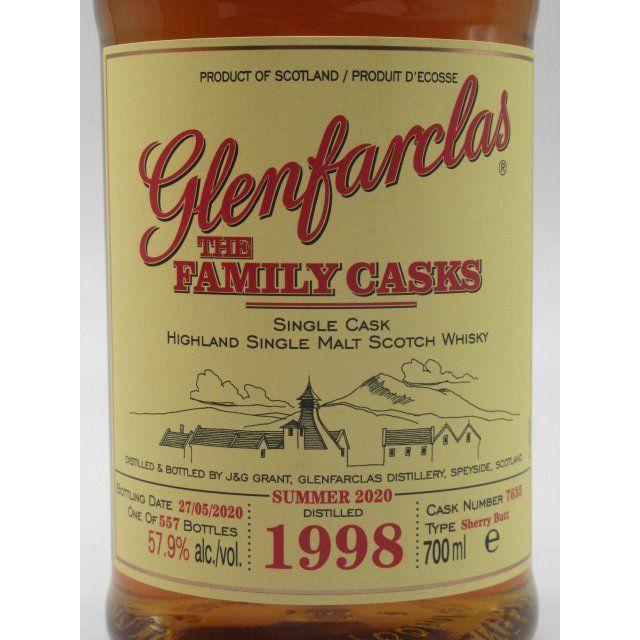 PRODUCT OF SCOTLAND / PRODUIT D'ECOSSE
Glenfarclas ®
THE
FAMILY CASKS
SINGLE CASK
HIGHLAND SINGLE MALT SCOTCH WHISKY
DISTILLED & BOTTLED BY J&G GRANT, GLENFARCLAS DISTILLERY, SPEYSIDE, SCOTLAND
SUMMER 2020
BOTTLING DATE 27/05/2020
ONE OF 557 BOTTLES
57.9% alc./vol.
DISTILLED
1998
CASK NUMBER 7635
TYPE Sherry Butt
700ml e